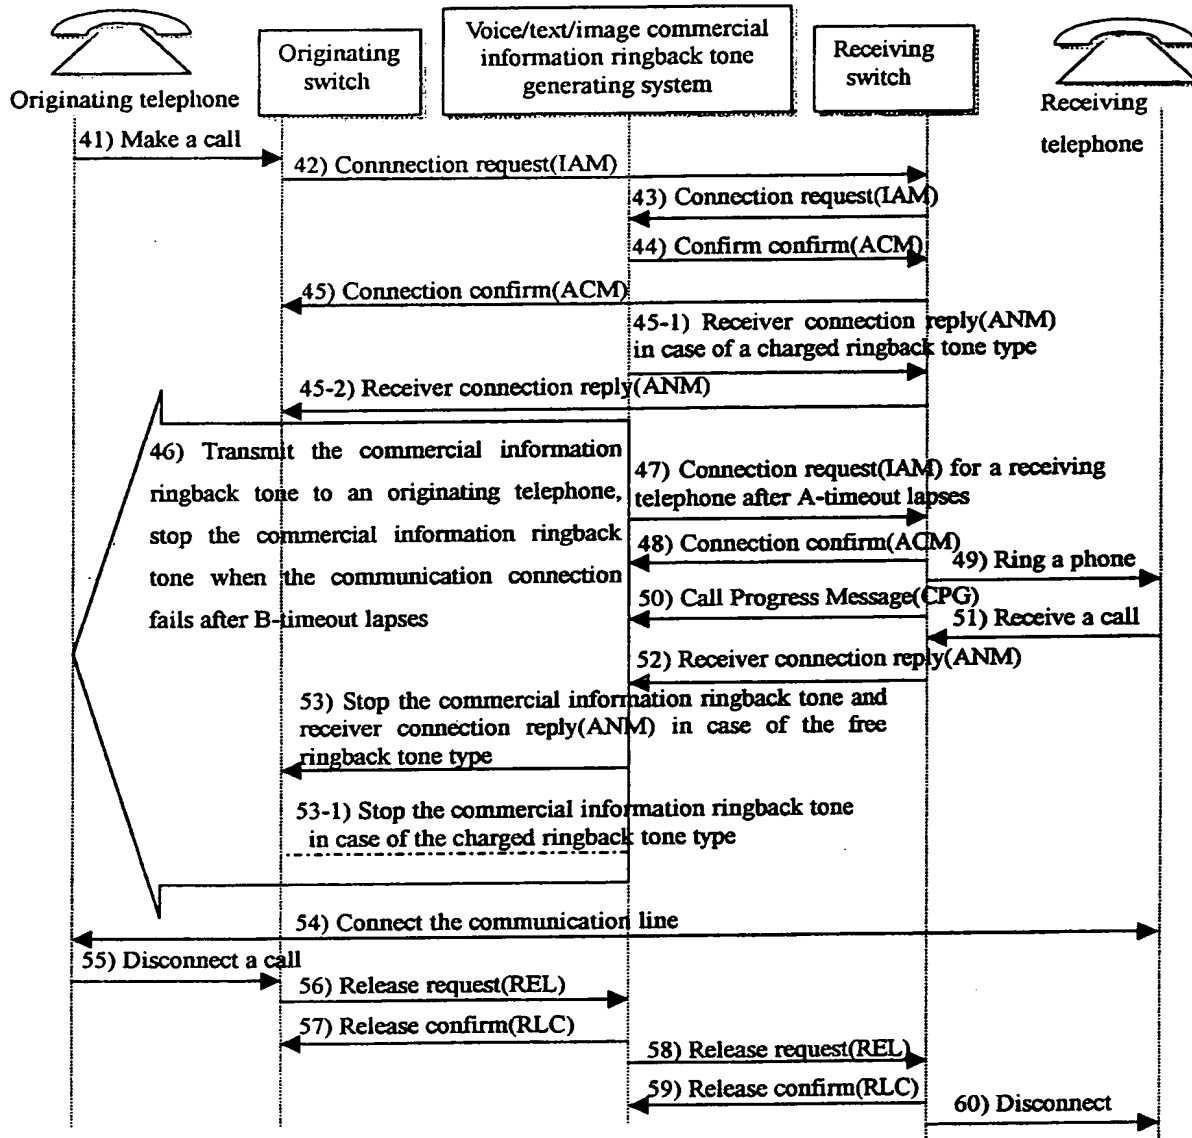 Originating telephone
Originating
switch
Voice/text/image commercial
information ringback tone
generating system
Receiving
switch
Receiving
telephone
41) Make a call
42) Connnection request(IAM)
43) Connection request(IAM)
44) Confirm confirm(ACM)
45) Connection confirm(ACM)
45-1) Receiver connection reply(ANM)
in case of a charged ringback tone type
45-2) Receiver connection reply(ANM)
46) Transmit the commercial information
ringback tone to an originating telephone,
stop the commercial information ringback
tone when the communication connection
fails after B-timeout lapses
47) Connection request(IAM) for a receiving
telephone after A-timeout lapses
48) Connection confirm(ACM)
49) Ring a phone
50) Call Progress Message(CPG)
51) Receive a call
52) Receiver connection reply(ANM)
53) Stop the commercial information ringback tone and
receiver connection reply(ANM) in case of the free
ringback tone type
53-1) Stop the commercial information ringback tone
in case of the charged ringback tone type
54) Connect the communication line
55) Disconnect a call
56) Release request(REL)
57) Release confirm(RLC)
58) Release request(REL)
59) Release confirm(RLC)
60) Disconnect